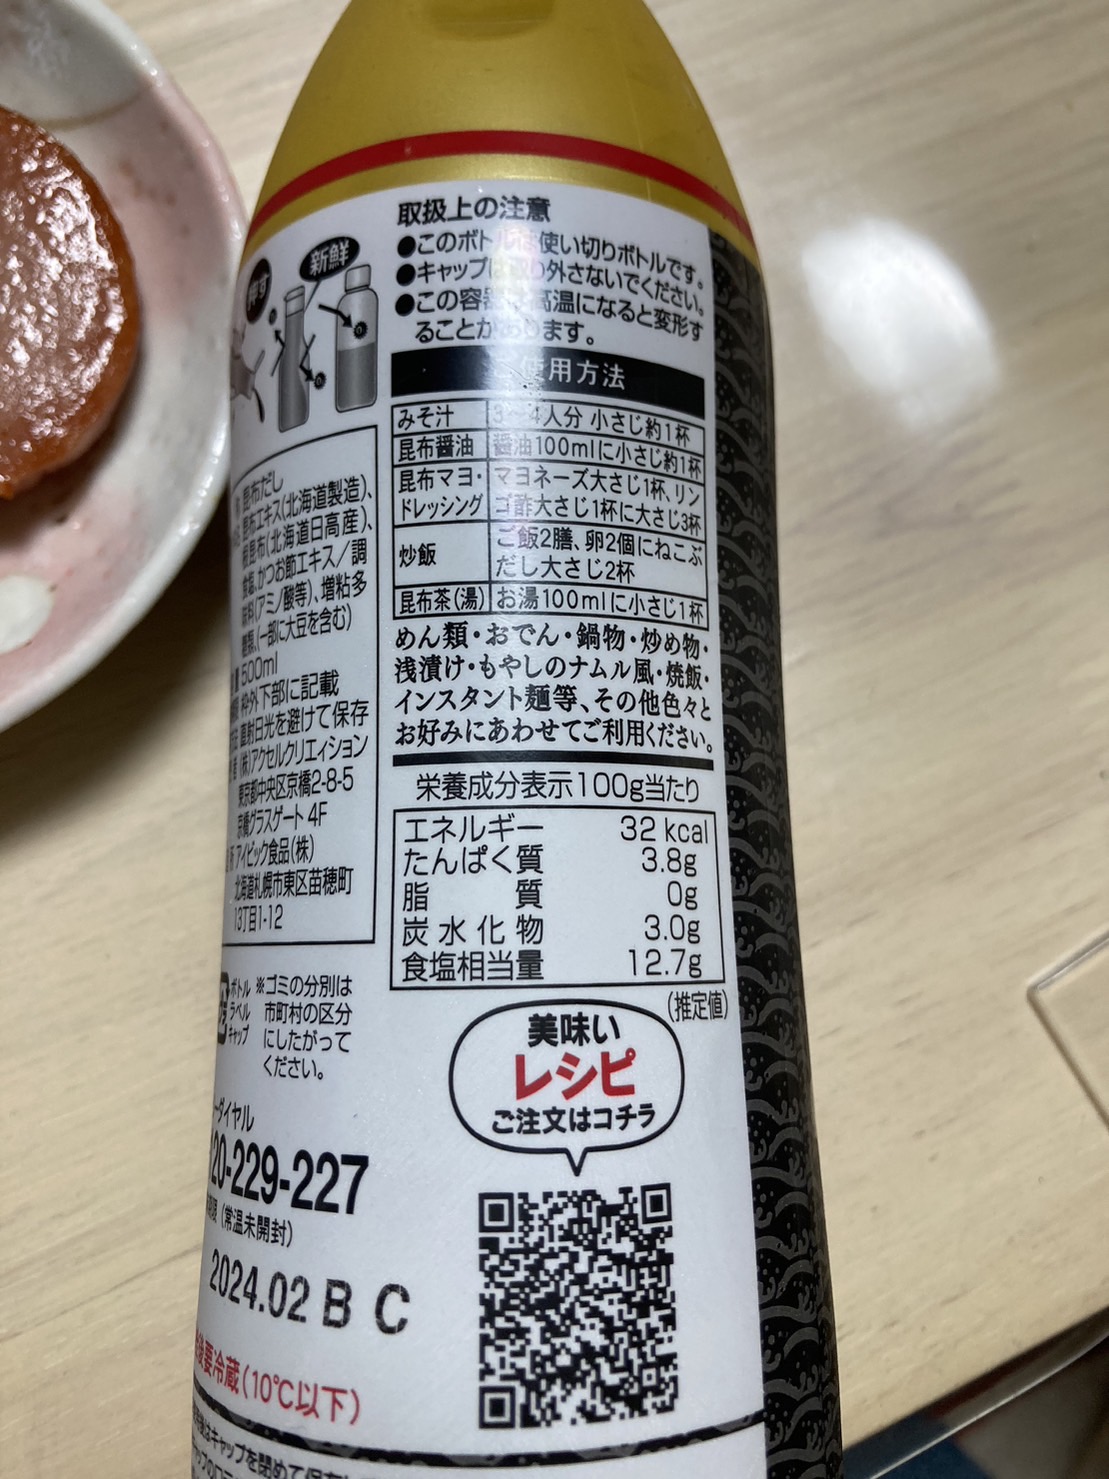 取扱上の注意
●このボトルは使い切りボトルです。
●キャップは取り外さないでください。
●この容器は高温になると変形す
ることがあります。
押す
新鮮
ご使用方法
みそ汁 3〜4人分 小さじ約1杯
昆布醤油 醤油100mlに小さじ約1杯
昆布マヨ・ マヨネーズ大さじ1杯、リン
ドレッシング ゴ酢大さじ1杯に大さじ3杯
炒飯 ご飯2膳、卵2個にねこぶ
だし大さじ2杯
昆布茶(湯) お湯100mlに小さじ1杯
めん類・おでん・鍋物・炒め物・
浅漬け・もやしのナムル風・焼飯・
インスタント麺等、その他色々と
お好みにあわせてご利用ください。
栄養成分表示100g当たり
エネルギー 32 kcal
たんぱく質 3.8g
脂質 0g
炭水化物 3.0g
食塩相当量 12.7g
(推定値)
美味い
レシピ
ご注文はコチラ
昆布だし
昆布エキス(北海道製造)、
根昆布(北海道日高産)、
食塩、かつお節エキス/調
味料(アミノ酸等)、増粘多
糖類、(一部に大豆を含む)
500ml
枠外下部に記載
直射日光を避けて保存
(株)アクセルクリエィション
東京都中央区京橋2-8-5
京橋グラスゲート4F
アイビック食品(株)
北海道札幌市東区苗穂町
13丁目1-12
ボトル
ラベル
キャップ
※ゴミの分別は
市町村の区分
にしたがって
ください。
ーダイヤル
20-229-227
(常温未開封)
2024.02 B C
後要冷蔵(10℃以下)
はキャップを閉めて保存